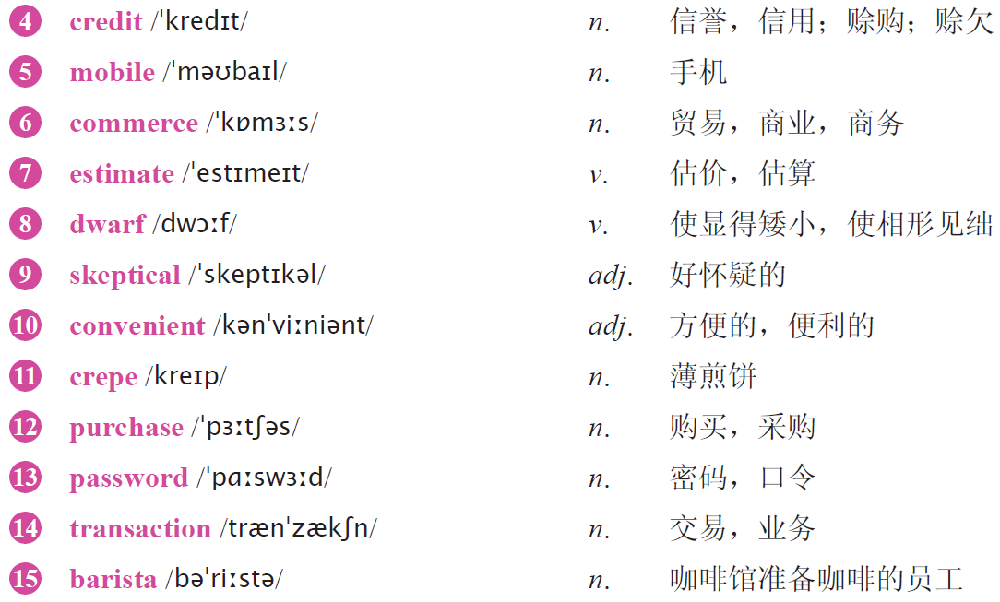 4 credit /ˈkredɪt/ n. 信誉，信用；赊购；赊欠
5 mobile /ˈməʊbaɪl/ n. 手机
6 commerce /ˈkɒmɜːs/ n. 贸易，商业，商务
7 estimate /ˈestɪmeɪt/ v. 估价，估算
8 dwarf /dwɔːf/ v. 使显得矮小，使相形见绌
9 skeptical /ˈskeptɪkəl/ adj. 好怀疑的
10 convenient /kənˈviːniənt/ adj. 方便的，便利的
11 crepe /kreɪp/ n. 薄煎饼
12 purchase /ˈpɜːtʃəs/ n. 购买，采购
13 password /ˈpɑːswɜːd/ n. 密码，口令
14 transaction /trænˈzækʃn/ n. 交易，业务
15 barista /bəˈriːstə/ n. 咖啡馆准备咖啡的员工